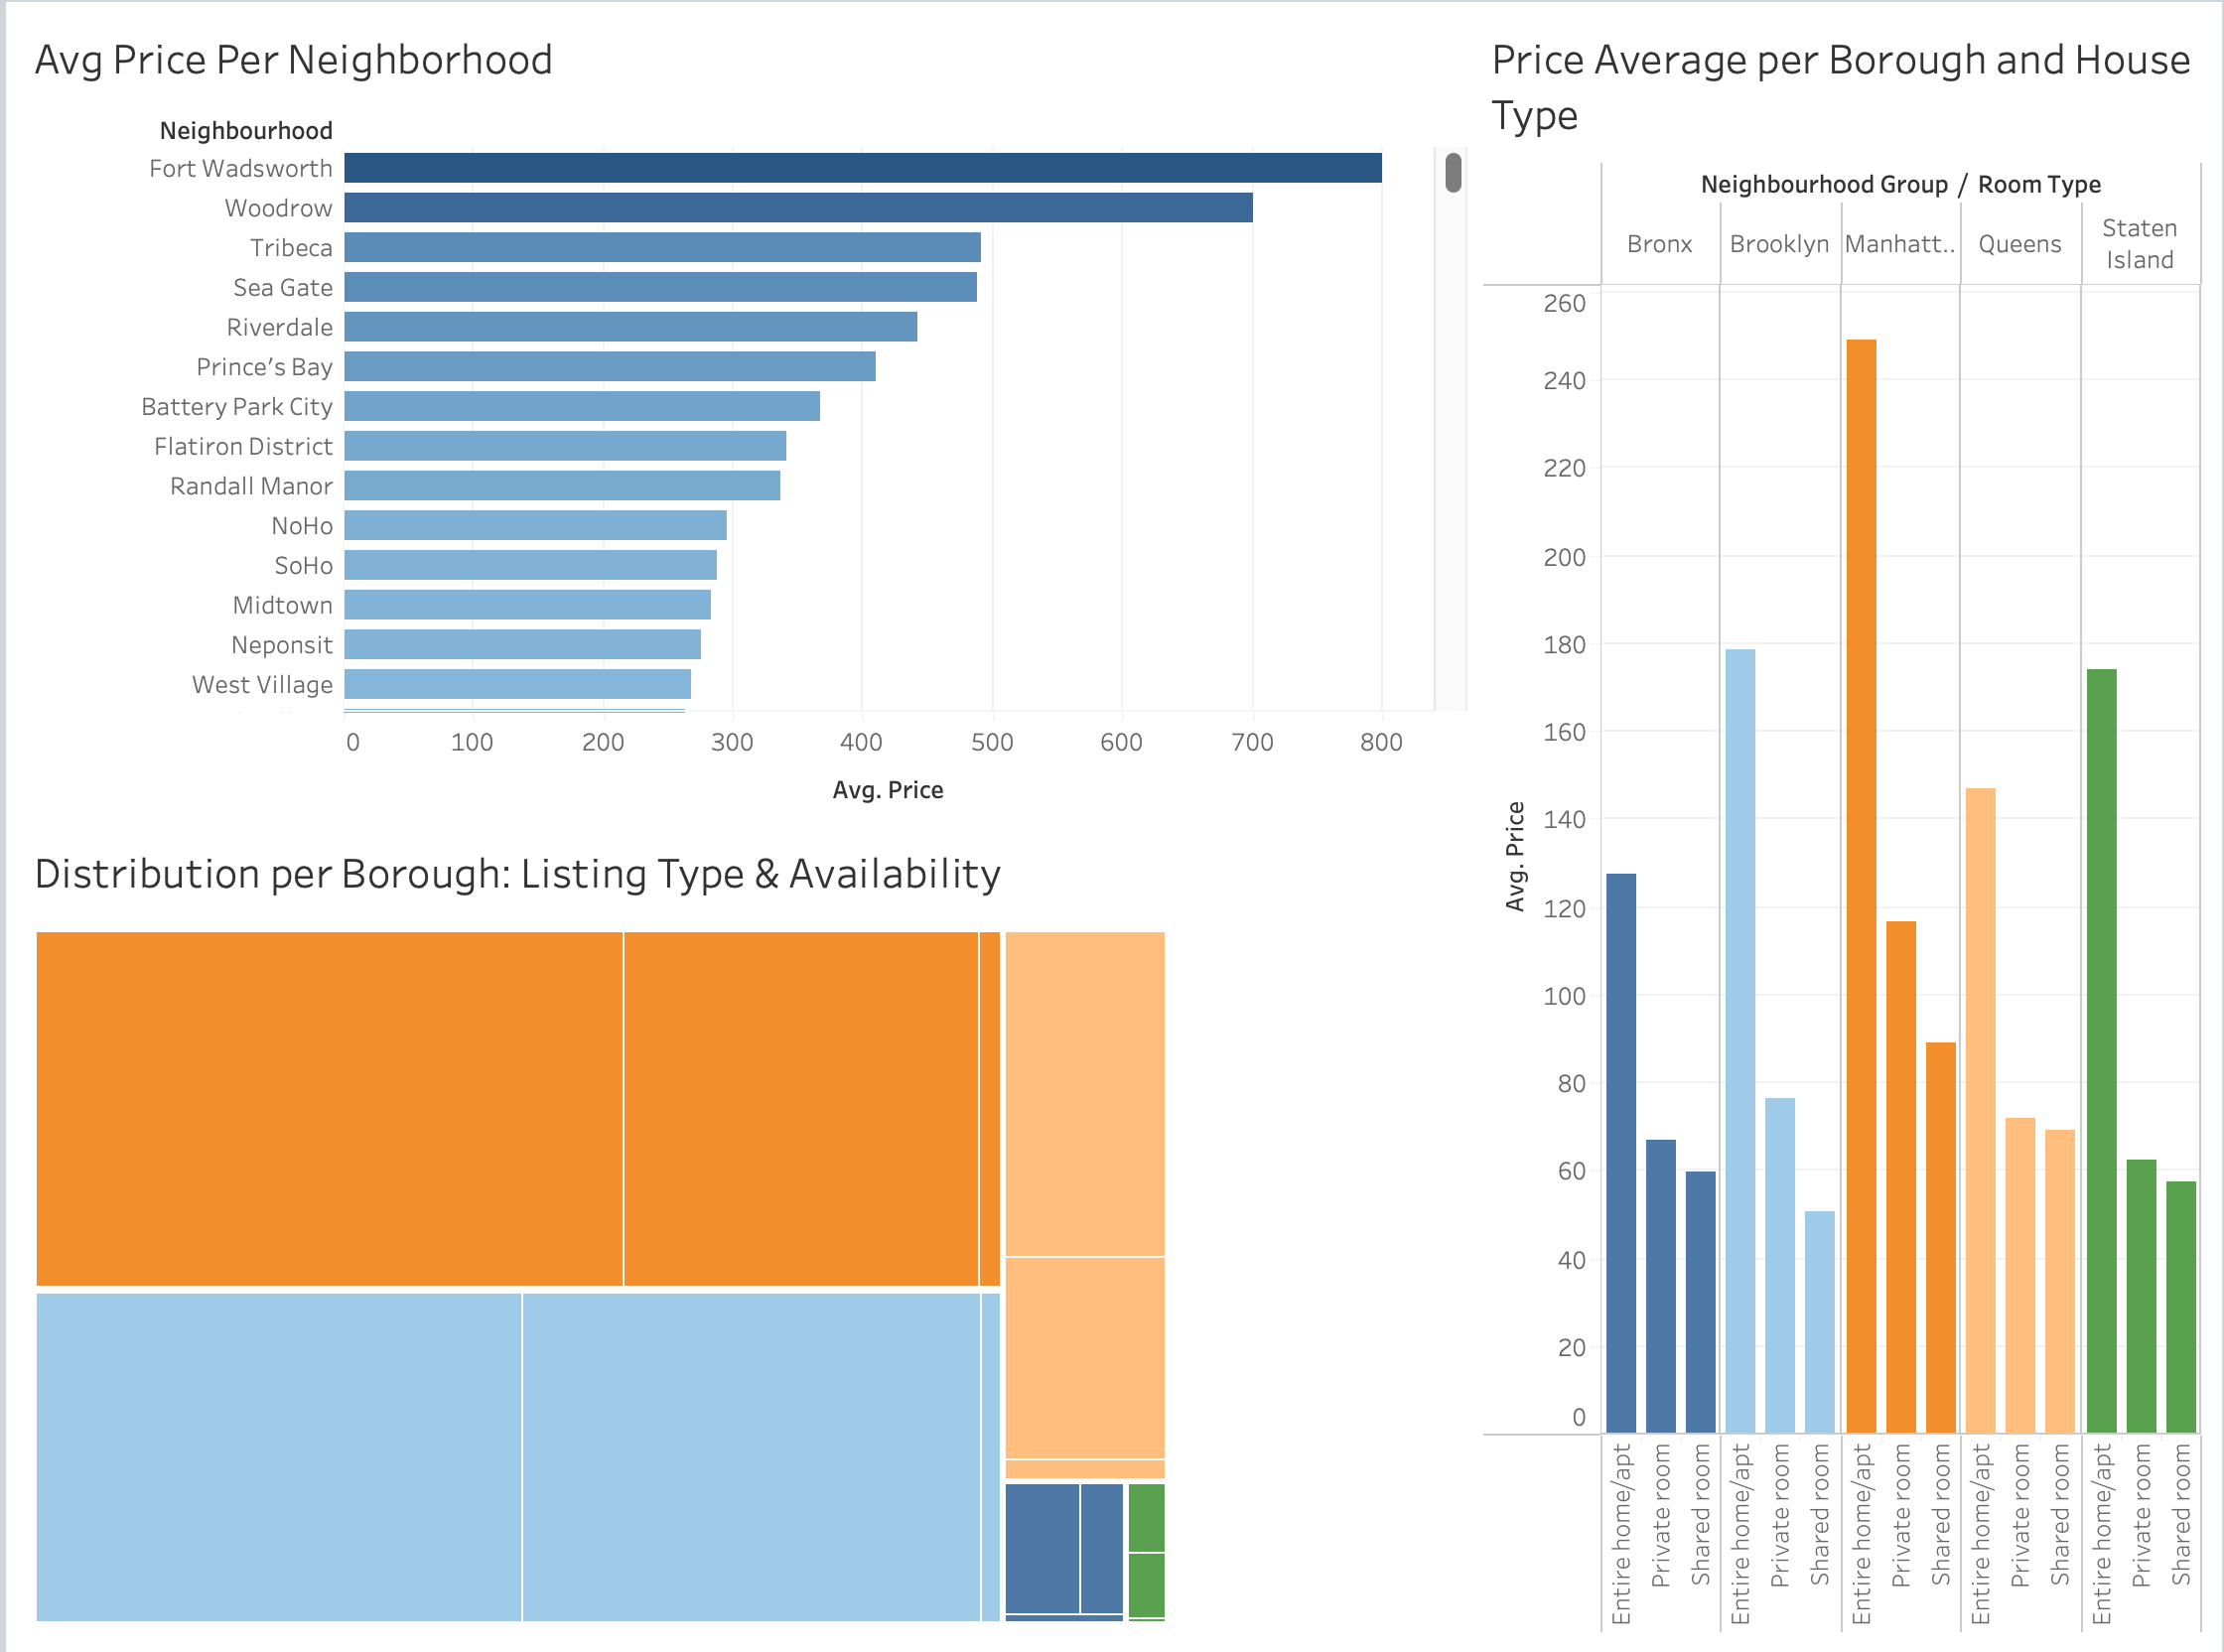 Avg Price Per Neighborhood
Neighbourhood
Fort Wadsworth
Woodrow
Tribeca
Sea Gate
Riverdale
Prince’s Bay
Battery Park City
Flatiron District
Randall Manor
NoHo
SoHo
Midtown
Neponsit
West Village
0 100 200 300 400 500 600 700 800
Avg. Price
Distribution per Borough: Listing Type & Availability
Price Average per Borough and House
Type
Neighbourhood Group / Room Type
Bronx Brooklyn Manhatt.. Queens Staten
Island
260
240
220
200
180
160
140
120
100
80
60
40
20
0
Avg. Price
Entire home/apt
Private room
Shared room
Entire home/apt
Private room
Shared room
Entire home/apt
Private room
Shared room
Entire home/apt
Private room
Shared room
Entire home/apt
Private room
Shared room